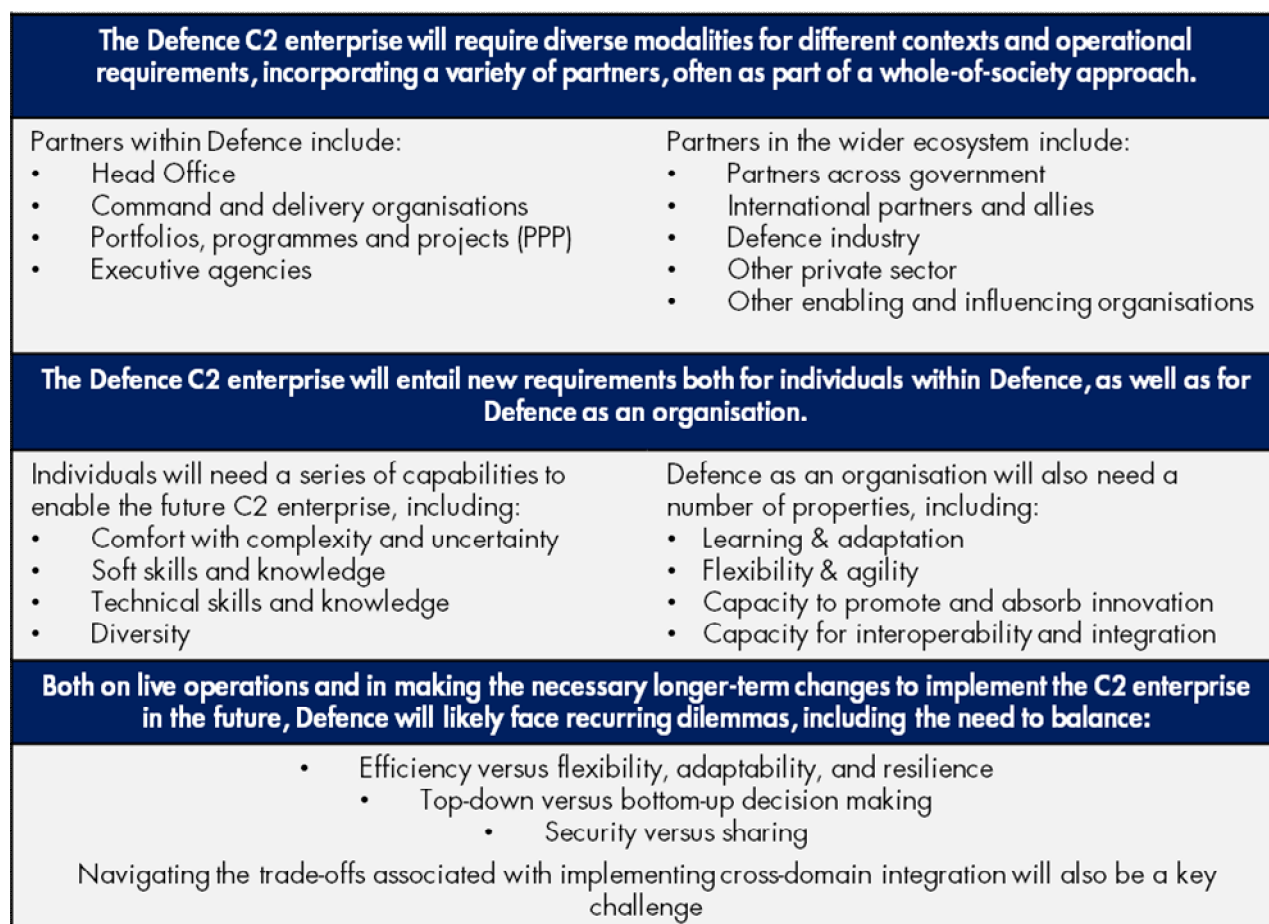 The Defence C2 enterprise will require diverse modalities for different contexts and operational
requirements, incorporating a variety of partners, often as part of a whole-of-society approach.
Partners within Defence include:
• Head Office
• Command and delivery organisations
• Portfolios, programmes and projects (PPP)
• Executive agencies
Partners in the wider ecosystem include:
• Partners across government
• International partners and allies
• Defence industry
• Other private sector
• Other enabling and influencing organisations
The Defence C2 enterprise will entail new requirements both for individuals within Defence, as well as for
Defence as an organisation.
Individuals will need a series of capabilities to
enable the future C2 enterprise, including:
• Comfort with complexity and uncertainty
• Soft skills and knowledge
• Technical skills and knowledge
• Diversity
Defence as an organisation will also need a
number of properties, including:
• Learning & adaptation
• Flexibility & agility
• Capacity to promote and absorb innovation
• Capacity for interoperability and integration
Both on live operations and in making the necessary longer-term changes to implement the C2 enterprise
in the future, Defence will likely face recurring dilemmas, including the need to balance:
• Efficiency versus flexibility, adaptability, and resilience
• Top-down versus bottom-up decision making
• Security versus sharing
Navigating the trade-offs associated with implementing cross-domain integration will also be a key
challenge